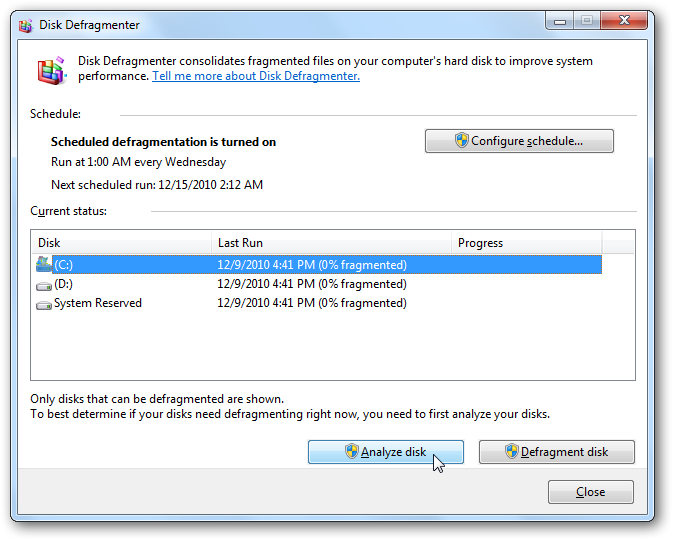 Disk Defragmenter
Disk Defragmenter consolidates fragmented files on your computer's hard disk to improve system
performance. Tell me more about Disk Defragmenter.
Schedule:
Scheduled defragmentation is turned on
Configure schedule...
Run at 1:00 AM every Wednesday
Next scheduled run: 12/15/2010 2:12 AM
Current status:
Disk Last Run Progress
(C:) 12/9/2010 4:41 PM (0% fragmented)
(D:) 12/9/2010 4:41 PM (0% fragmented)
System Reserved 12/9/2010 4:41 PM (0% fragmented)
Only disks that can be defragmented are shown.
To best determine if your disks need defragmenting right now, you need to first analyze your disks.
Analyze disk Defragment disk
Close